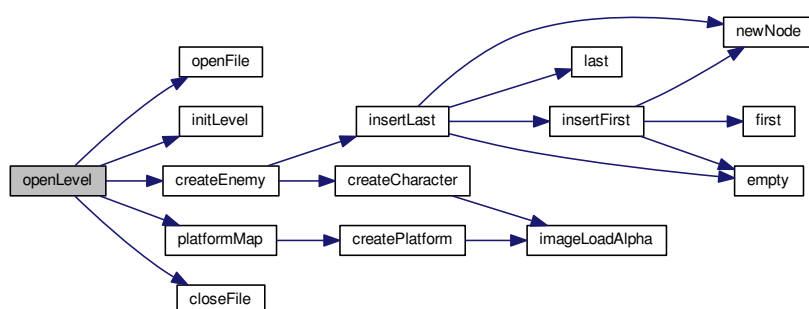 openLevel
openFile
initLevel
createEnemy
platformMap
closeFile
insertLast
createCharacter
createPlatform
last
insertFirst
imageLoadAlpha
newNode
first
empty